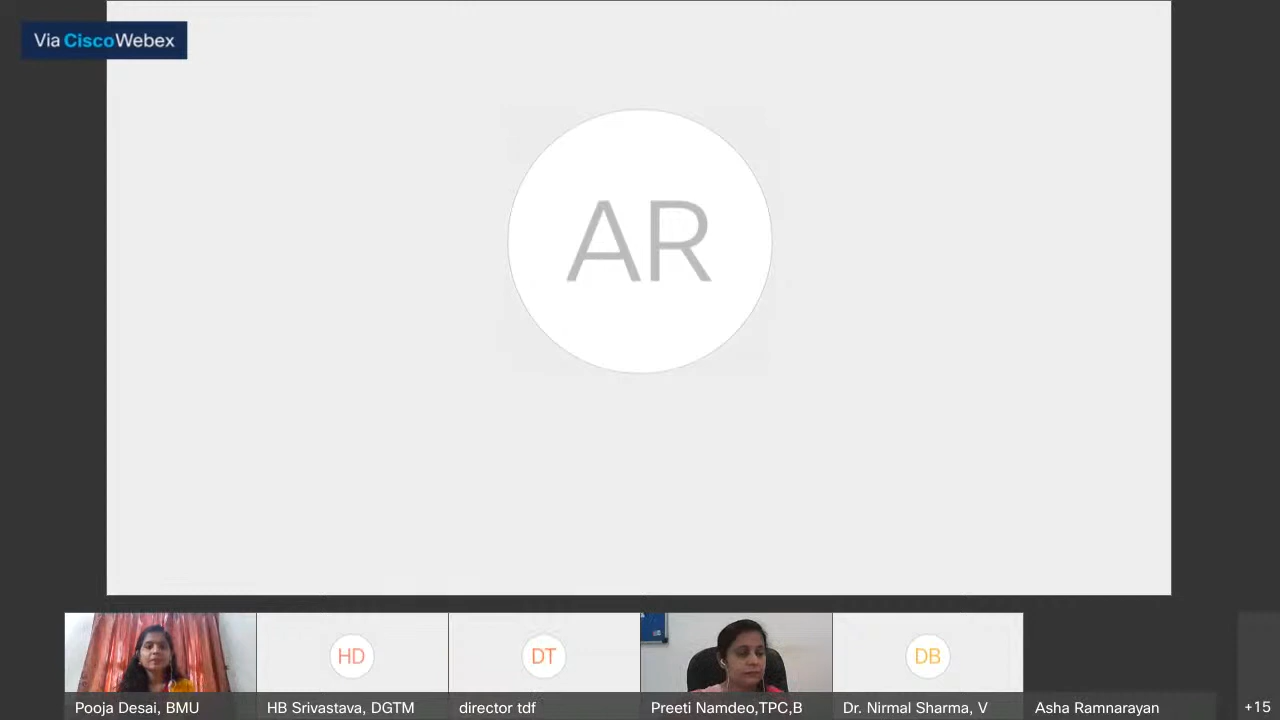 Via CiscoWebex
AR
HD
DT
DB
Pooja Desai, BMU
HB Srivastava, DGTM
director tdf
Preeti Namdeo,TPC,B
Dr. Nirmal Sharma, V
Asha Ramnarayan
+15